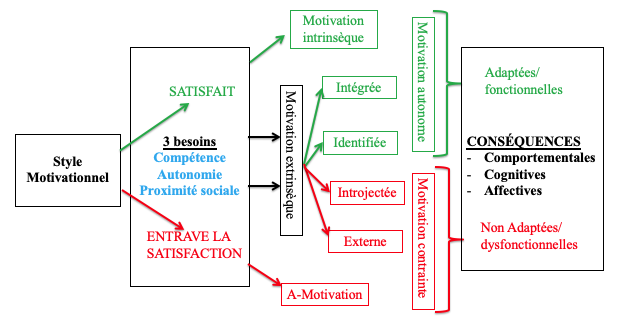 Style
Motivationnel
SATISFAIT
3 besoins
Compétence
Autonomie
Proximité sociale
ENTRAVE LA
SATISFACTION
Motivation
intrinsèque
Motivation extrinsèque
Intégrée
Identifiée
Introjectée
Externe
A-Motivation
Motivation autonome
Motivation contrainte
Adaptées/
fonctionnelles
CONSÉQUENCES
- Comportementales
- Cognitives
- Affectives
Non Adaptées/
dysfonctionnelles